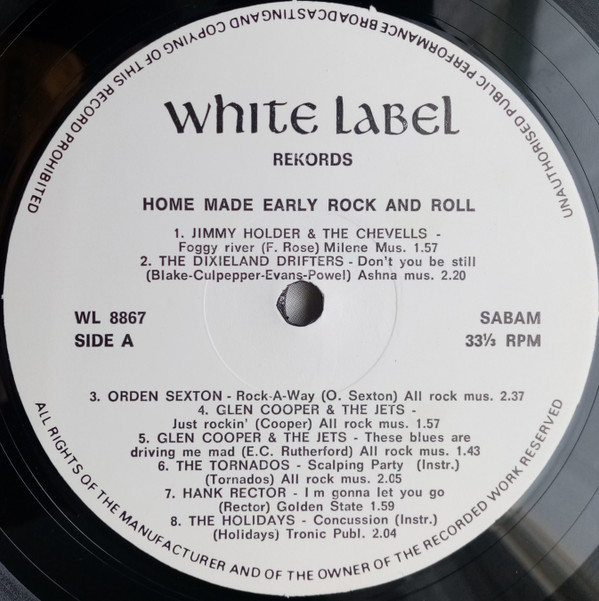 UNAUTHORISED PUBLIC PERFORMANCE BROADCASTING AND COPYING OF THIS RECORD PROHIBITED
White Label
REKORDS
HOME MADE EARLY ROCK AND ROLL
1. JIMMY HOLDER & THE CHEVELLS -
Foggy river (F. Rose) Milene Mus. 1.57
2. THE DIXIELAND DRIFTERS - Don't you be still
(Blake-Culpepper-Evans-Powel) Ashna mus. 2.20
WL 8867
SIDE A
SABAM
33⅓ RPM
3. ORDEN SEXTON - Rock-A-Way (O. Sexton) All rock mus. 2.37
4. GLEN COOPER & THE JETS -
Just rockin' (Cooper) All rock mus. 1.57
5. GLEN COOPER & THE JETS - These blues are
driving me mad (E.C. Rutherford) All rock mus. 1.43
6. THE TORNADOS - Scalping Party (Instr.)
(Tornados) All rock mus. 2.05
7. HANK RECTOR - I m gonna let you go
(Rector) Golden State 1.59
8. THE HOLIDAYS - Concussion (Instr.)
(Holidays) Tronic Publ. 2.04
ALL RIGHTS OF THE MANUFACTURER AND OF THE OWNER OF THE RECORDED WORK RESERVED